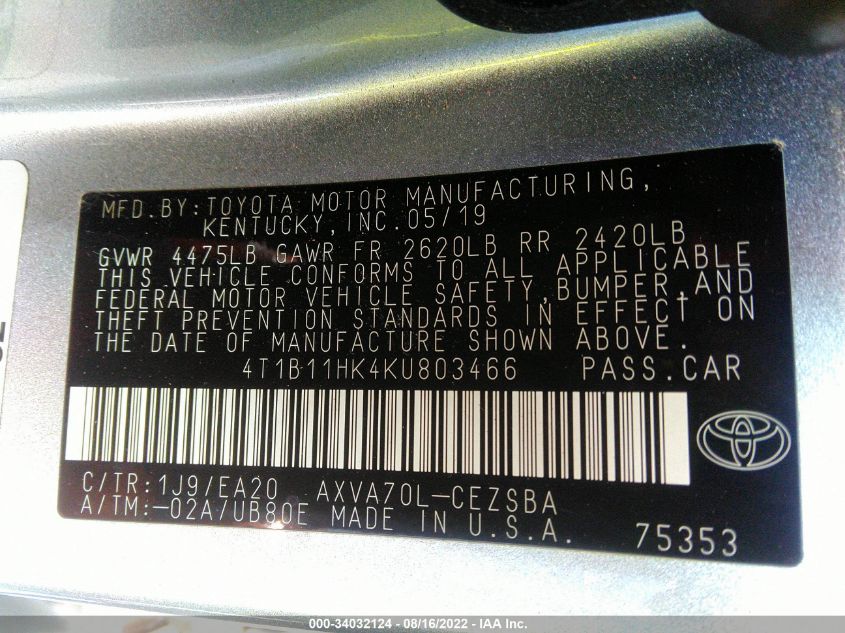 MFD.BY:TOYOTA MOTOR MANUFACTURING,
KENTUCKY,INC.05/19
GVWR 4475LB GAWR FR 2620LB RR 2420LB
THIS VEHICLE CONFORMS TO ALL APPLICABLE
FEDERAL MOTOR VEHICLE SAFETY,BUMPER,AND
THEFT PREVENTION STANDARDS IN EFFECT ON
THE DATE OF MANUFACTURE SHOWN ABOVE.
4T1B11HK4KU803466 PASS.CAR
C/TR:1J9/EA20 AXVA70L-CEZSBA
A/TM:-02A/UB80E MADE IN U.S.A. 75353
000-34032124 - 08/16/2022 - IAA Inc.